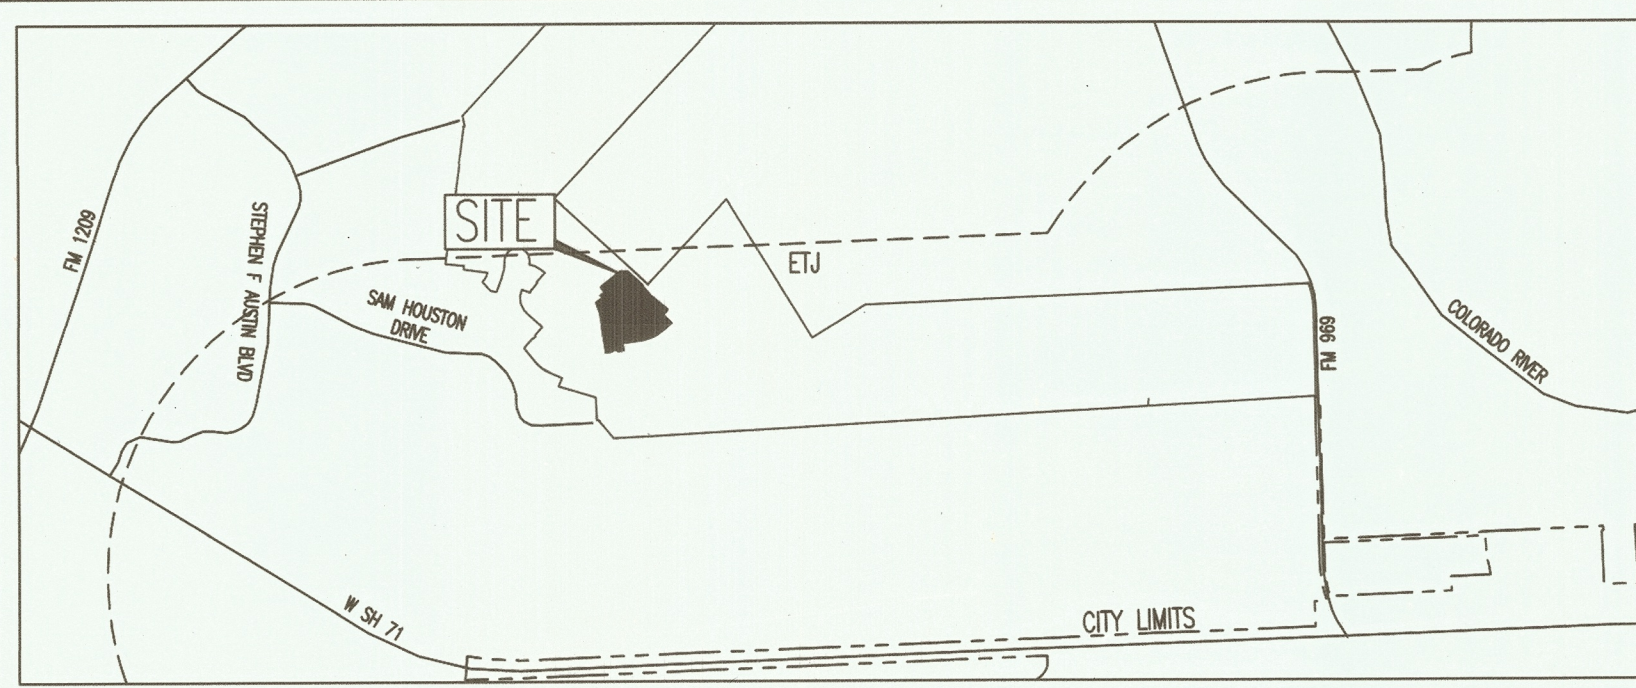 SITE
FM 1209
STEPHEN F AUSTIN BLVD
SAM HOUSTON
DRIVE
ETJ
FM 969
COLORADO RIVER
W SH 71
CITY LIMITS